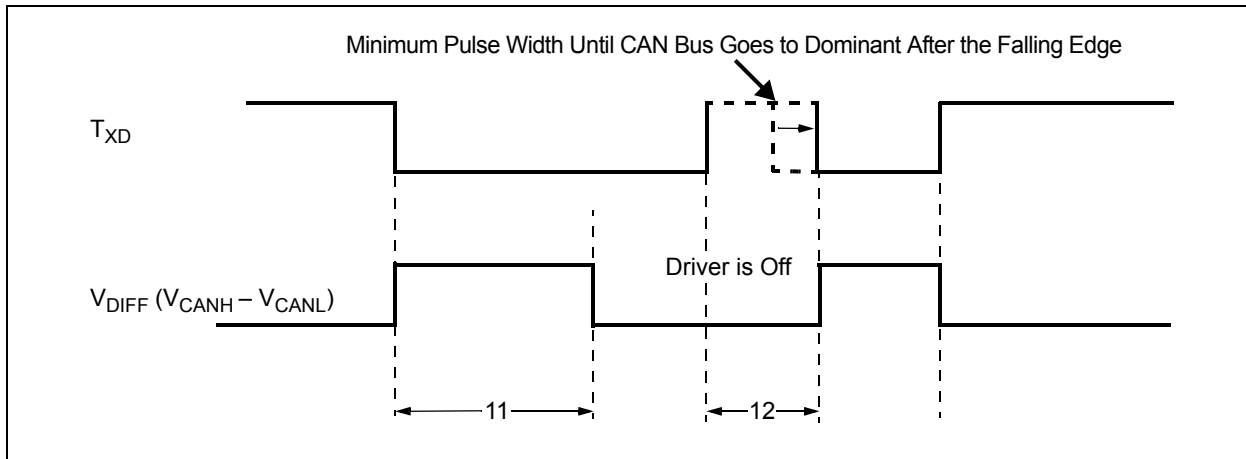 Minimum Pulse Width Until CAN Bus Goes to Dominant After the Falling Edge
TXD
Driver is Off
VDIFF (VCANH – VCANL)
11
12